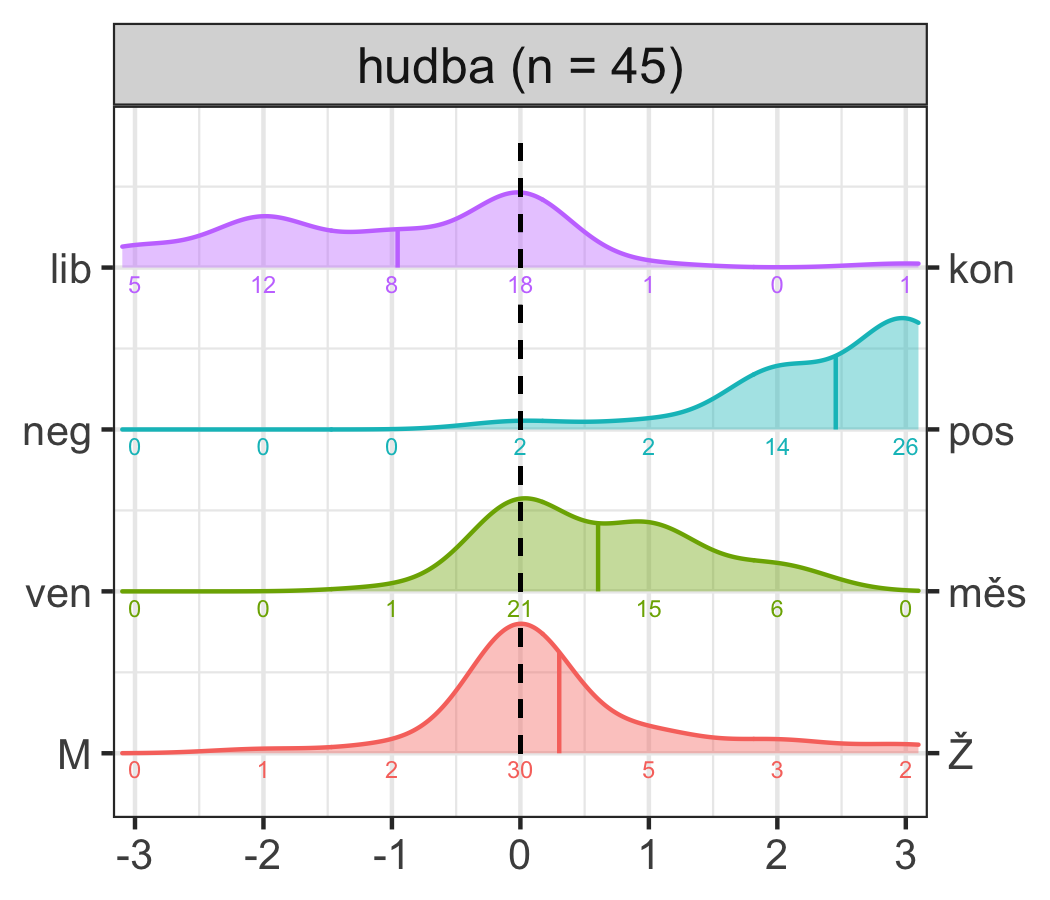 hudba (n = 45)
lib kon
5 12 8 18 1 0 1
neg pos
0 0 0 2 2 14 26
ven měs
0 0 1 21 15 6 0
M Ž
0 1 2 30 5 3 2
-3 -2 -1 0 1 2 3